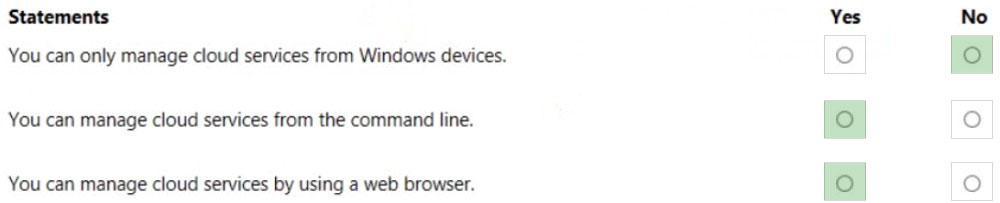 Statements Yes No
You can only manage cloud services from Windows devices.
You can manage cloud services from the command line.
You can manage cloud services by using a web browser.